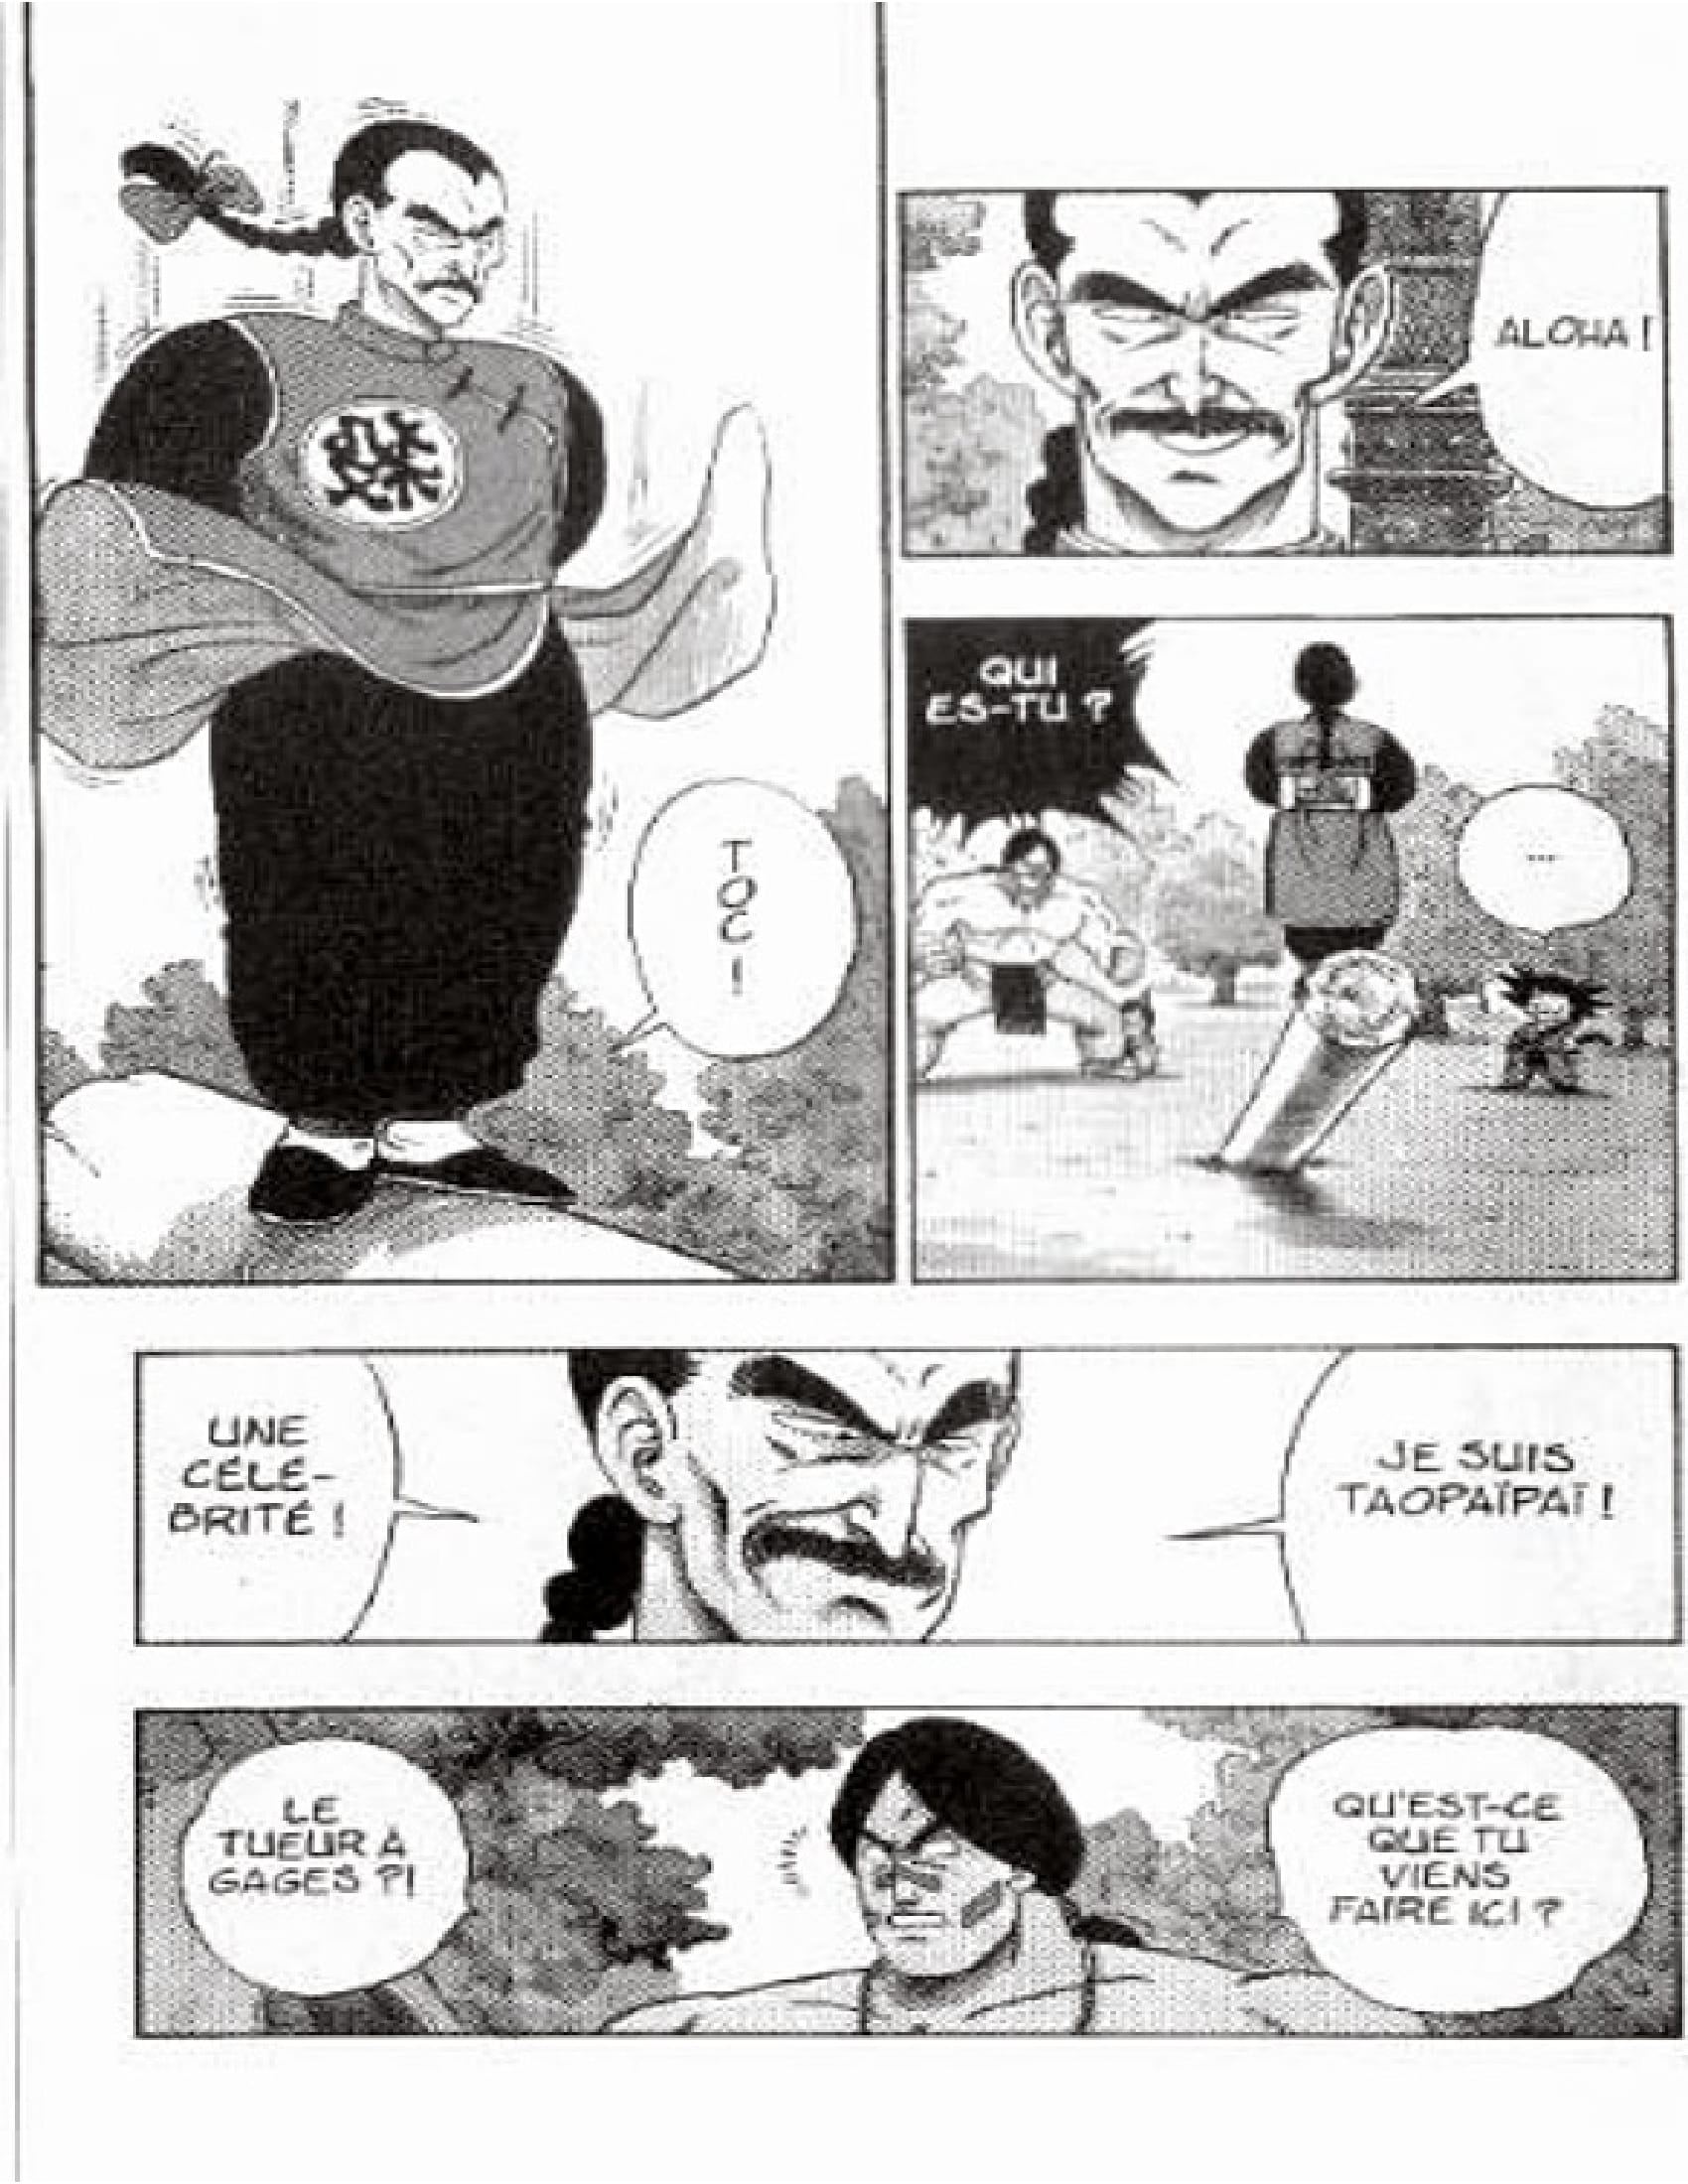 ALOHA !
...
QUI
ES-TU ?
TOC !
JE SUIS
TAOPAÏPAÏ !
UNE
CÉLÉ-
BRITÉ !
QU'EST-CE
QUE TU
VIENS
FAIRE ICI ?
LE
TUEUR À
GAGES ?!